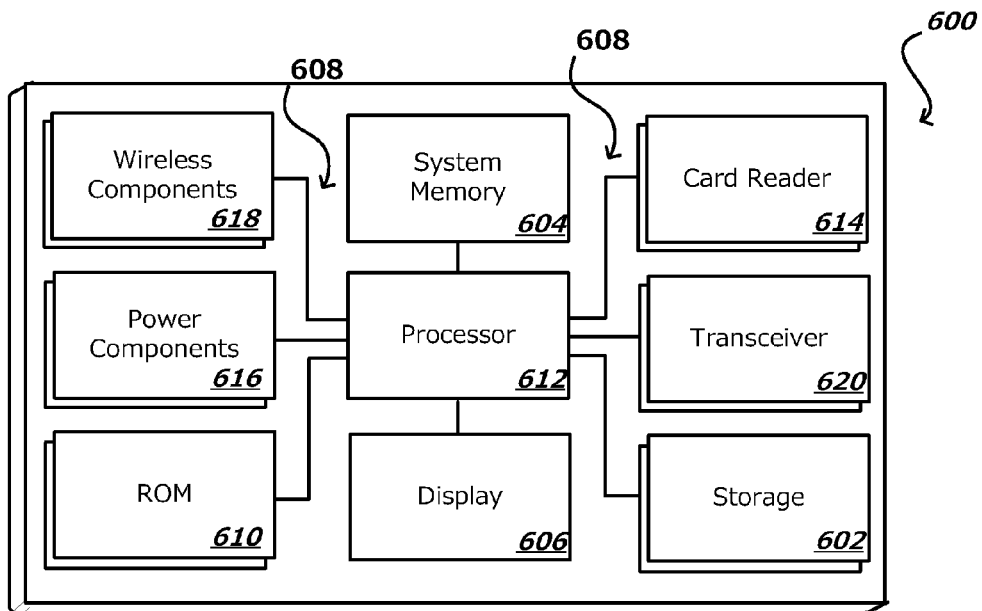 600
608
608
Wireless
Components
618
System
Memory
604
Card Reader
614
Power
Components
616
Processor
612
Transceiver
620
ROM
610
Display
606
Storage
602